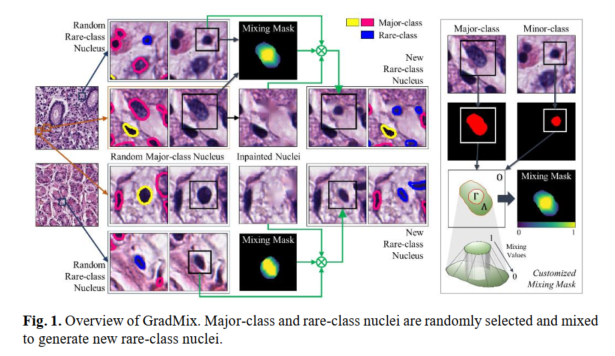 Random
Rare-class
Nucleus
Mixing Mask
Major-class
Rare-class
New
Rare-class
Nucleus
Random Major-class Nucleus
Inpainted Nuclei
Random
Rare-class
Nucleus
Mixing Mask
New
Rare-class
Nucleus
Major-class
Minor-class
O
Γ
Λ
Mixing Mask
0
1
1
Mixing
Values
0
Customized
Mixing Mask
Fig. 1. Overview of GradMix. Major-class and rare-class nuclei are randomly selected and mixed
to generate new rare-class nuclei.